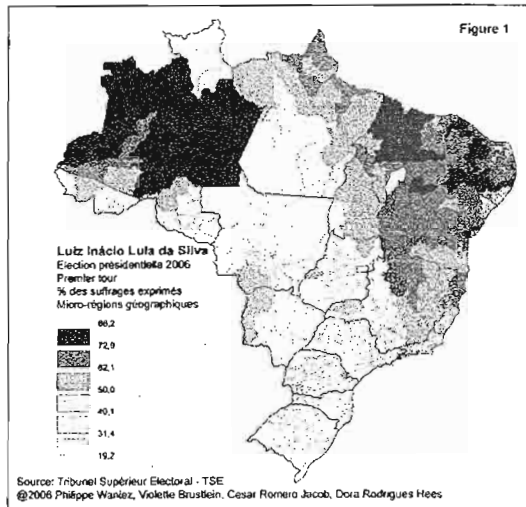 Figure 1
Luiz Inácio Lula da Silva
Election présidentielle 2006
Premier tour
% des suffrages exprimés
Micro-régions géographiques
86,2
72,9
62,1
50,0
40,1
31,4
19,2
Source: Tribunal Supérieur Electoral - TSE
@2006 Philippe Waniez, Violette Brustlein, Cesar Romero Jacob, Dora Rodrigues Hees